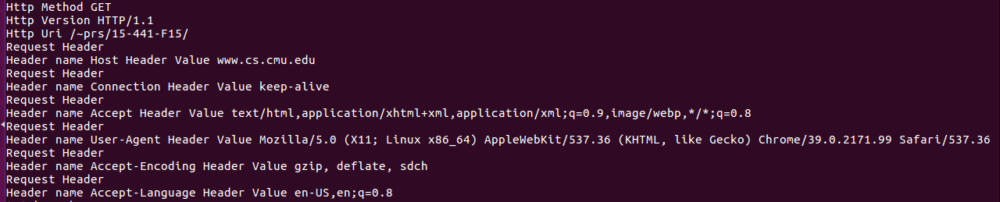 Http Method GET
Http Version HTTP/1.1
Http Uri /~prs/15-441-F15/
Request Header
Header name Host Header Value www.cs.cmu.edu
Request Header
Header name Connection Header Value keep-alive
Request Header
Header name Accept Header Value text/html,application/xhtml+xml,application/xml;q=0.9,image/webp,*/*;q=0.8
Request Header
Header name User-Agent Header Value Mozilla/5.0 (X11; Linux x86_64) AppleWebKit/537.36 (KHTML, like Gecko) Chrome/39.0.2171.99 Safari/537.36
Request Header
Header name Accept-Encoding Header Value gzip, deflate, sdch
Request Header
Header name Accept-Language Header Value en-US,en;q=0.8